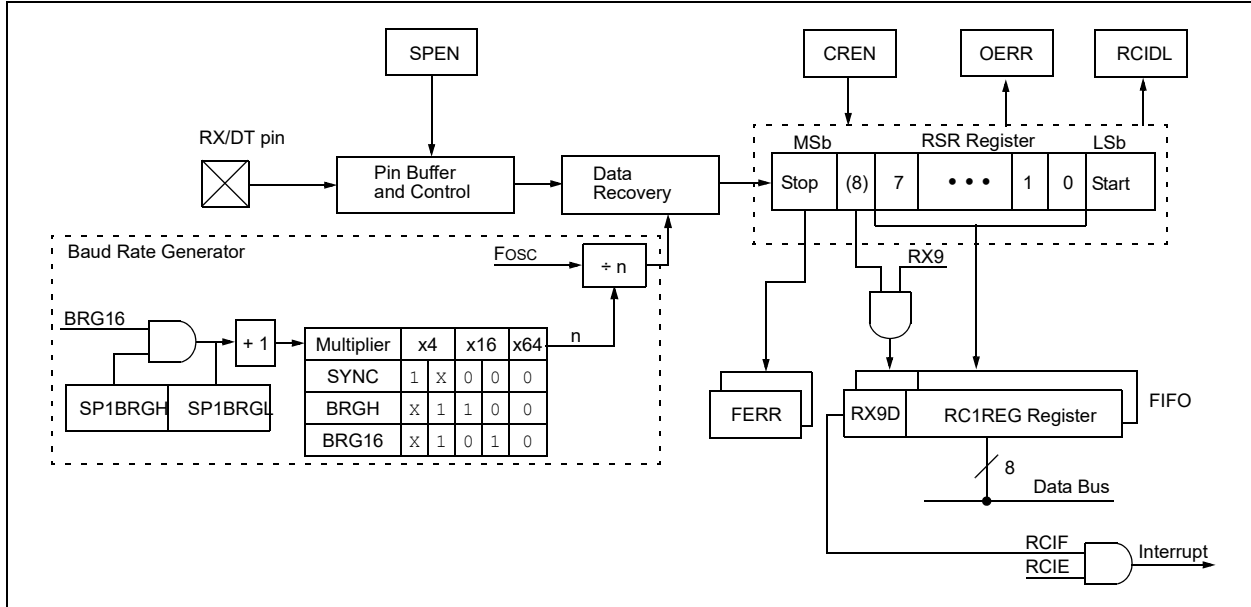 SPEN
CREN
OERR
RCIDL
RX/DT pin
Pin Buffer
and Control
Data
Recovery
MSb
RSR Register
LSb
Stop (8) 7 • • • 1 0 Start
Baud Rate Generator
FOSC
÷ n
RX9
BRG16
+ 1
n
SP1BRGH SP1BRGL
Multiplier x4 x16 x64
SYNC 1 X 0 0 0
BRGH X 1 1 0 0
BRG16 X 1 0 1 0
FERR
RX9D
RC1REG Register
FIFO
8
Data Bus
RCIF
RCIE
Interrupt